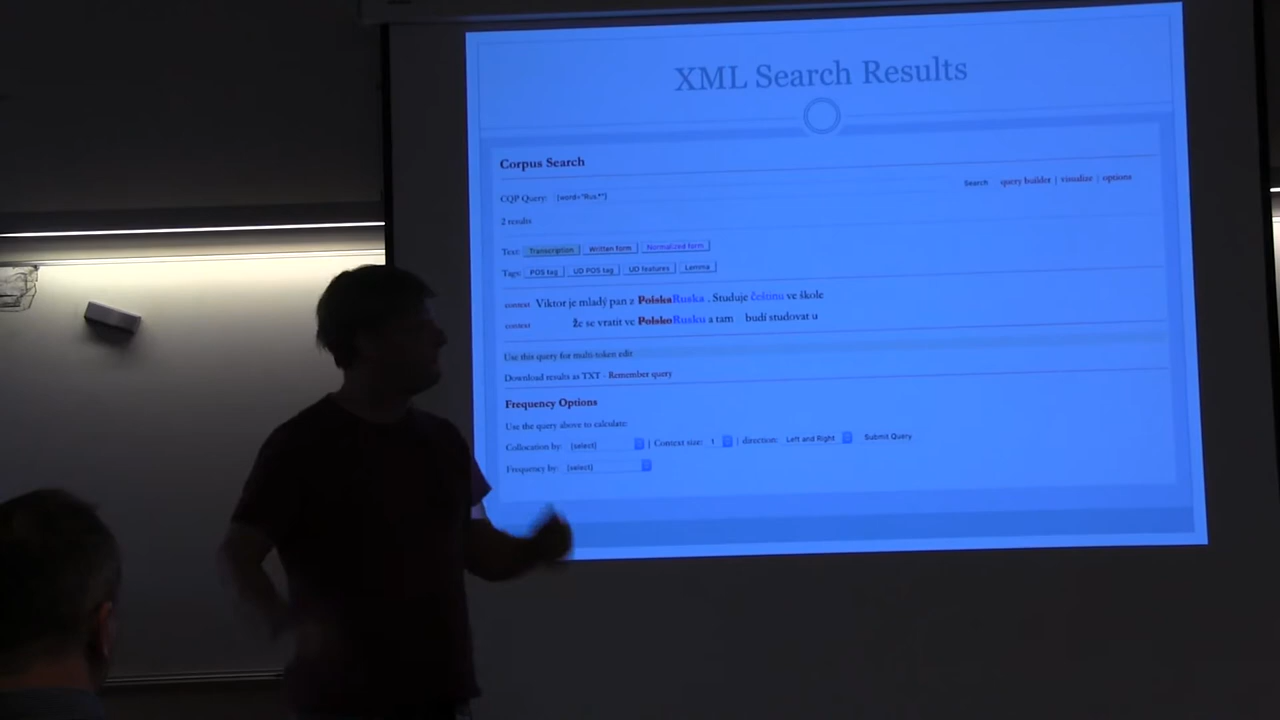 XML Search Results
Corpus Search
CQP Query: [word="Rus.*"] Search query builder | visualize | options
2 results
Text: Transcription Written form Normalized form
Tags: POS tag UD POS tag UD features Lemma
context Viktor je mladý pan z PolskaRuska . Studuje češtinu ve škole
context že se vratit ve PolskoRusku a tam budí studovat u
Use this query for multi-token edit
Download results as TXT - Remember query
Frequency Options
Use the query above to calculate:
Collocation by: [select] | Context size: 1 | direction: Left and Right Submit Query
Frequency by: [select]